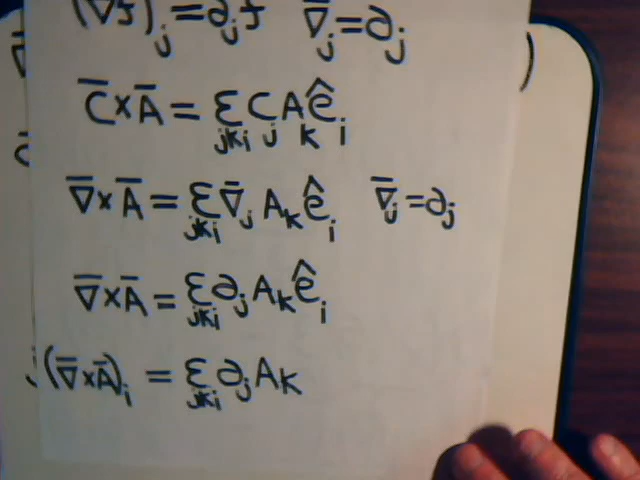 (∇̄f)_j = ∂_j f   ∇̄_j = ∂_j
C̄×Ā = ε_jki C_j A_k ê_i
∇̄×Ā = ε_jki ∇̄_j A_k ê_i   ∇̄_j = ∂_j
∇̄×Ā = ε_jki ∂_j A_k ê_i
(∇̄×Ā)_i = ε_jki ∂_j A_k